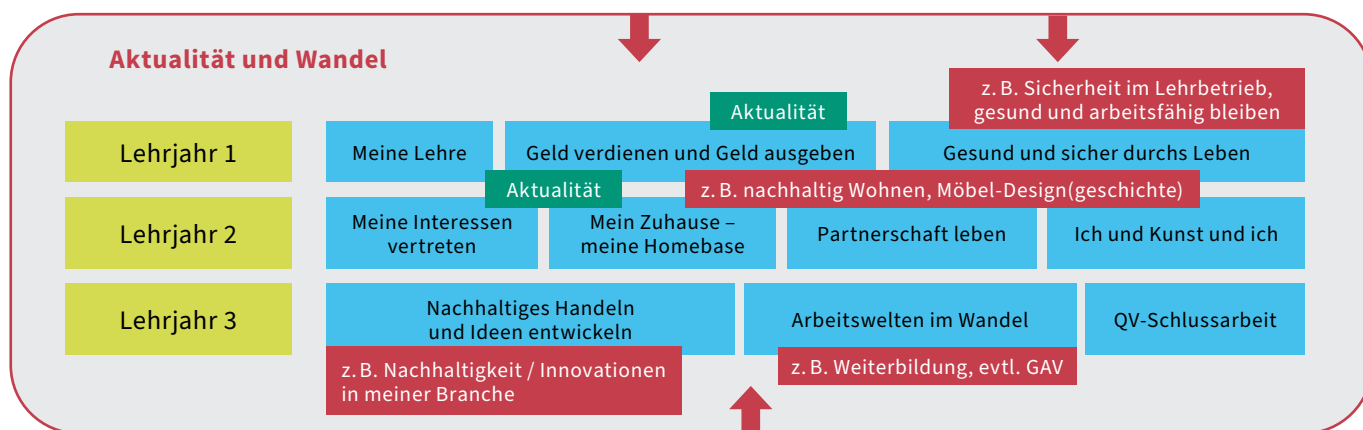 Aktualität und Wandel
z. B. Sicherheit im Lehrbetrieb,
gesund und arbeitsfähig bleiben
Aktualität
Lehrjahr 1
Meine Lehre
Geld verdienen und Geld ausgeben
Gesund und sicher durchs Leben
Aktualität
z. B. nachhaltig Wohnen, Möbel-Design(geschichte)
Lehrjahr 2
Meine Interessen
vertreten
Mein Zuhause –
meine Homebase
Partnerschaft leben
Ich und Kunst und ich
Lehrjahr 3
Nachhaltiges Handeln
und Ideen entwickeln
Arbeitswelten im Wandel
QV-Schlussarbeit
z. B. Nachhaltigkeit / Innovationen
in meiner Branche
z. B. Weiterbildung, evtl. GAV